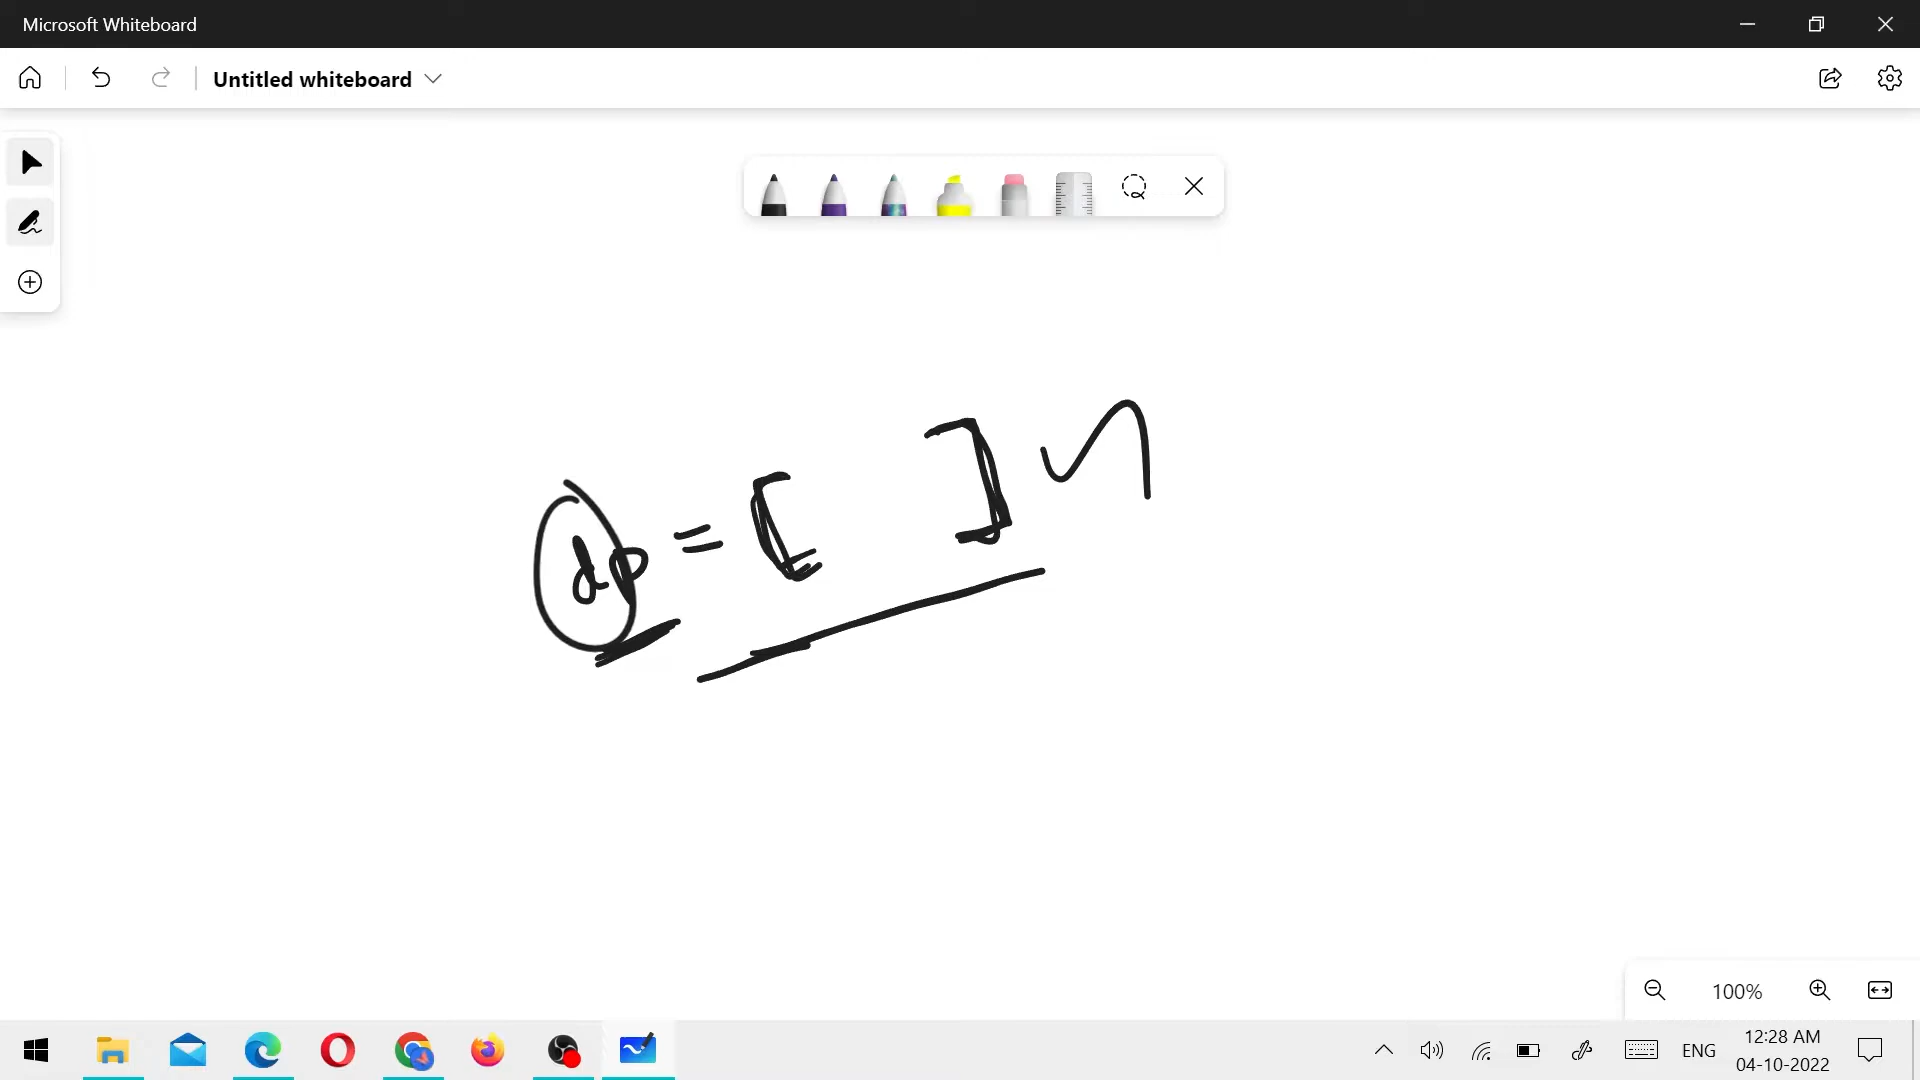 Microsoft Whiteboard
Untitled whiteboard
dp = [ ] n
100%
ENG
12:28 AM
04-10-2022